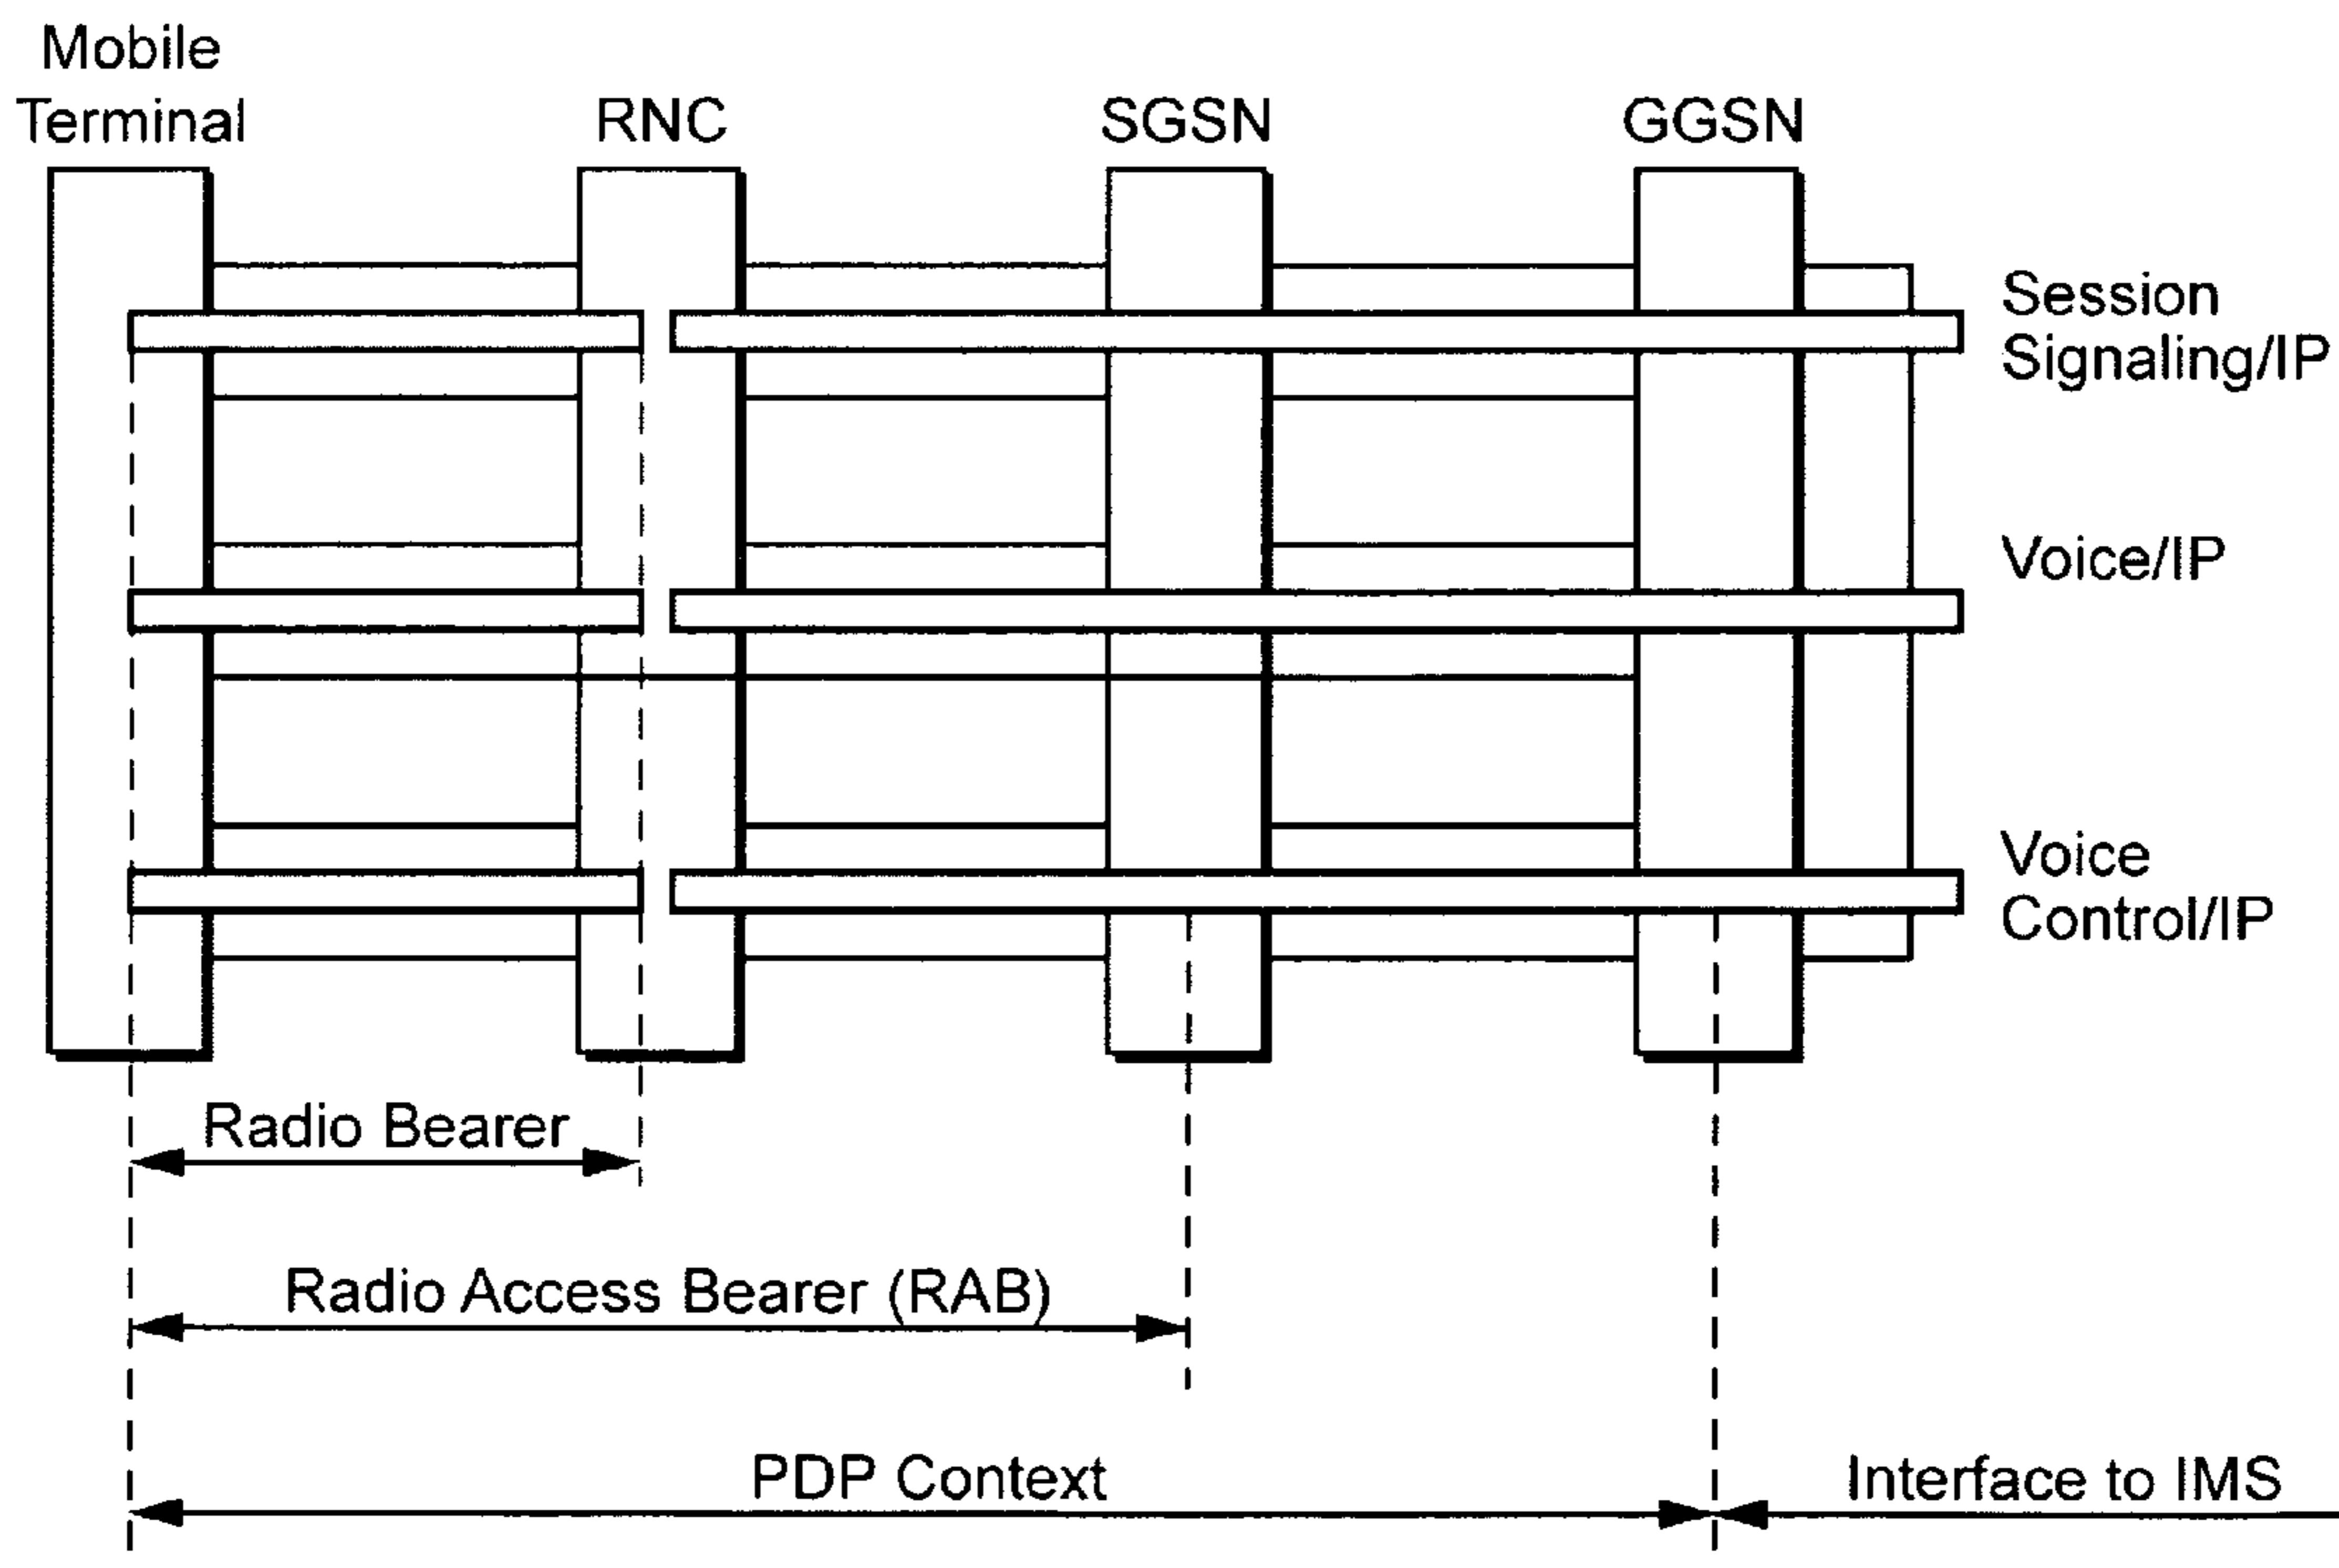 Mobile
Terminal
RNC
SGSN
GGSN
Session
Signaling/IP
Voice/IP
Voice
Control/IP
Radio Bearer
Radio Access Bearer (RAB)
PDP Context
Interface to IMS